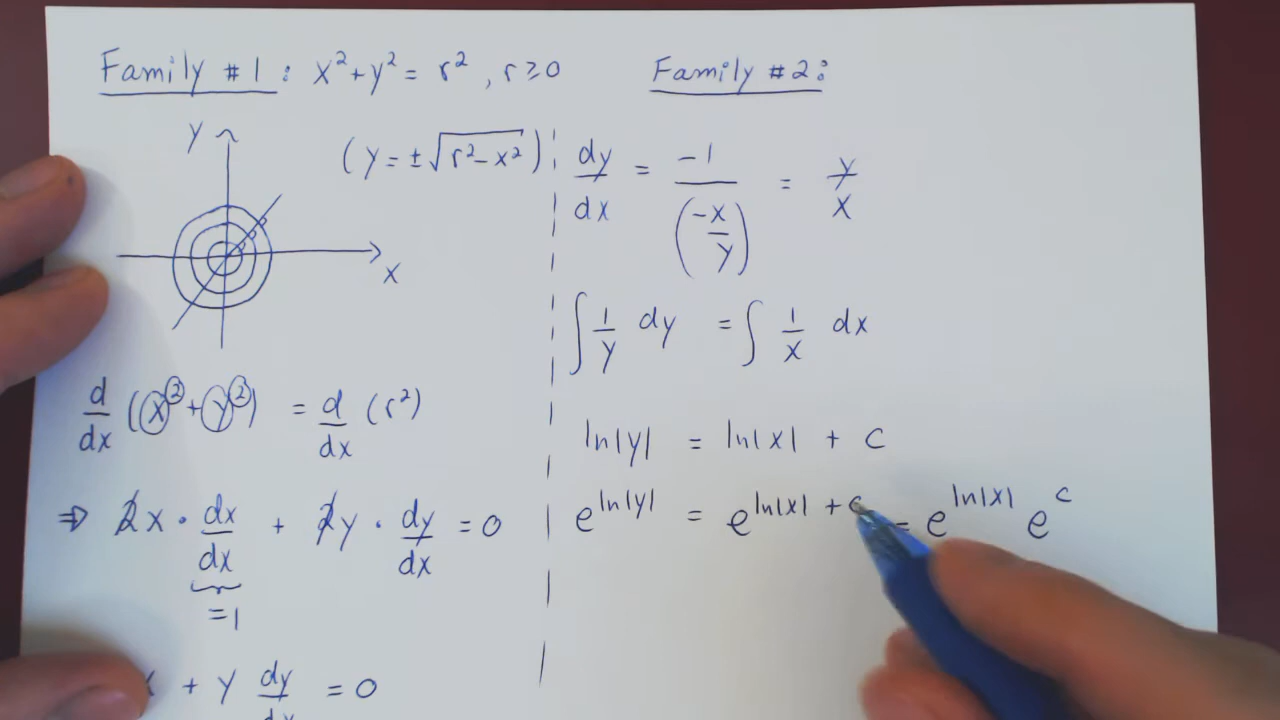 Family #1: x²+y² = r², r≥0
y
(y=±√(r²-x²))
x
d/dx (x²+y²) = d/dx (r²)
⇒ 2x · dx/dx + 2y · dy/dx = 0
=1
+ y dy/dx = 0
Family #2:
dy/dx = -1/(-x/y) = y/x
∫ 1/y dy = ∫ 1/x dx
ln|y| = ln|x| + c
e^(ln|y|) = e^(ln|x| + c) = e^(ln|x|) e^c